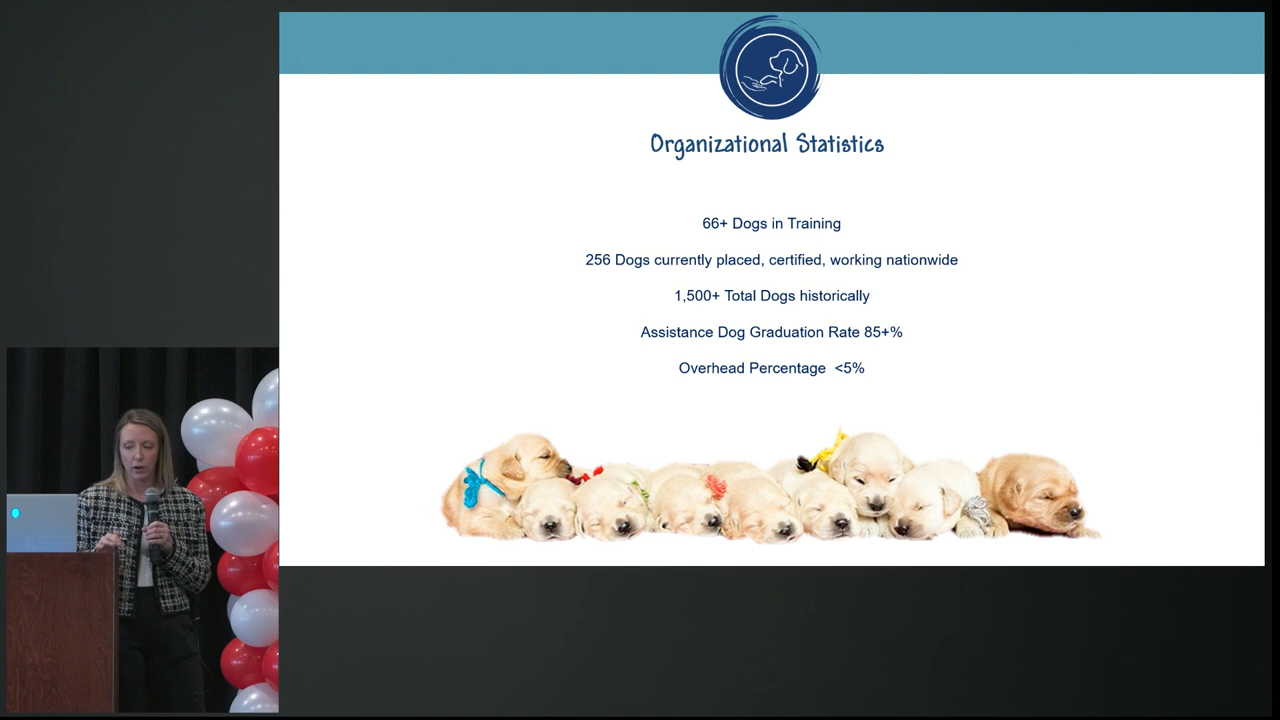 Organizational Statistics
66+ Dogs in Training
256 Dogs currently placed, certified, working nationwide
1,500+ Total Dogs historically
Assistance Dog Graduation Rate 85+%
Overhead Percentage  <5%